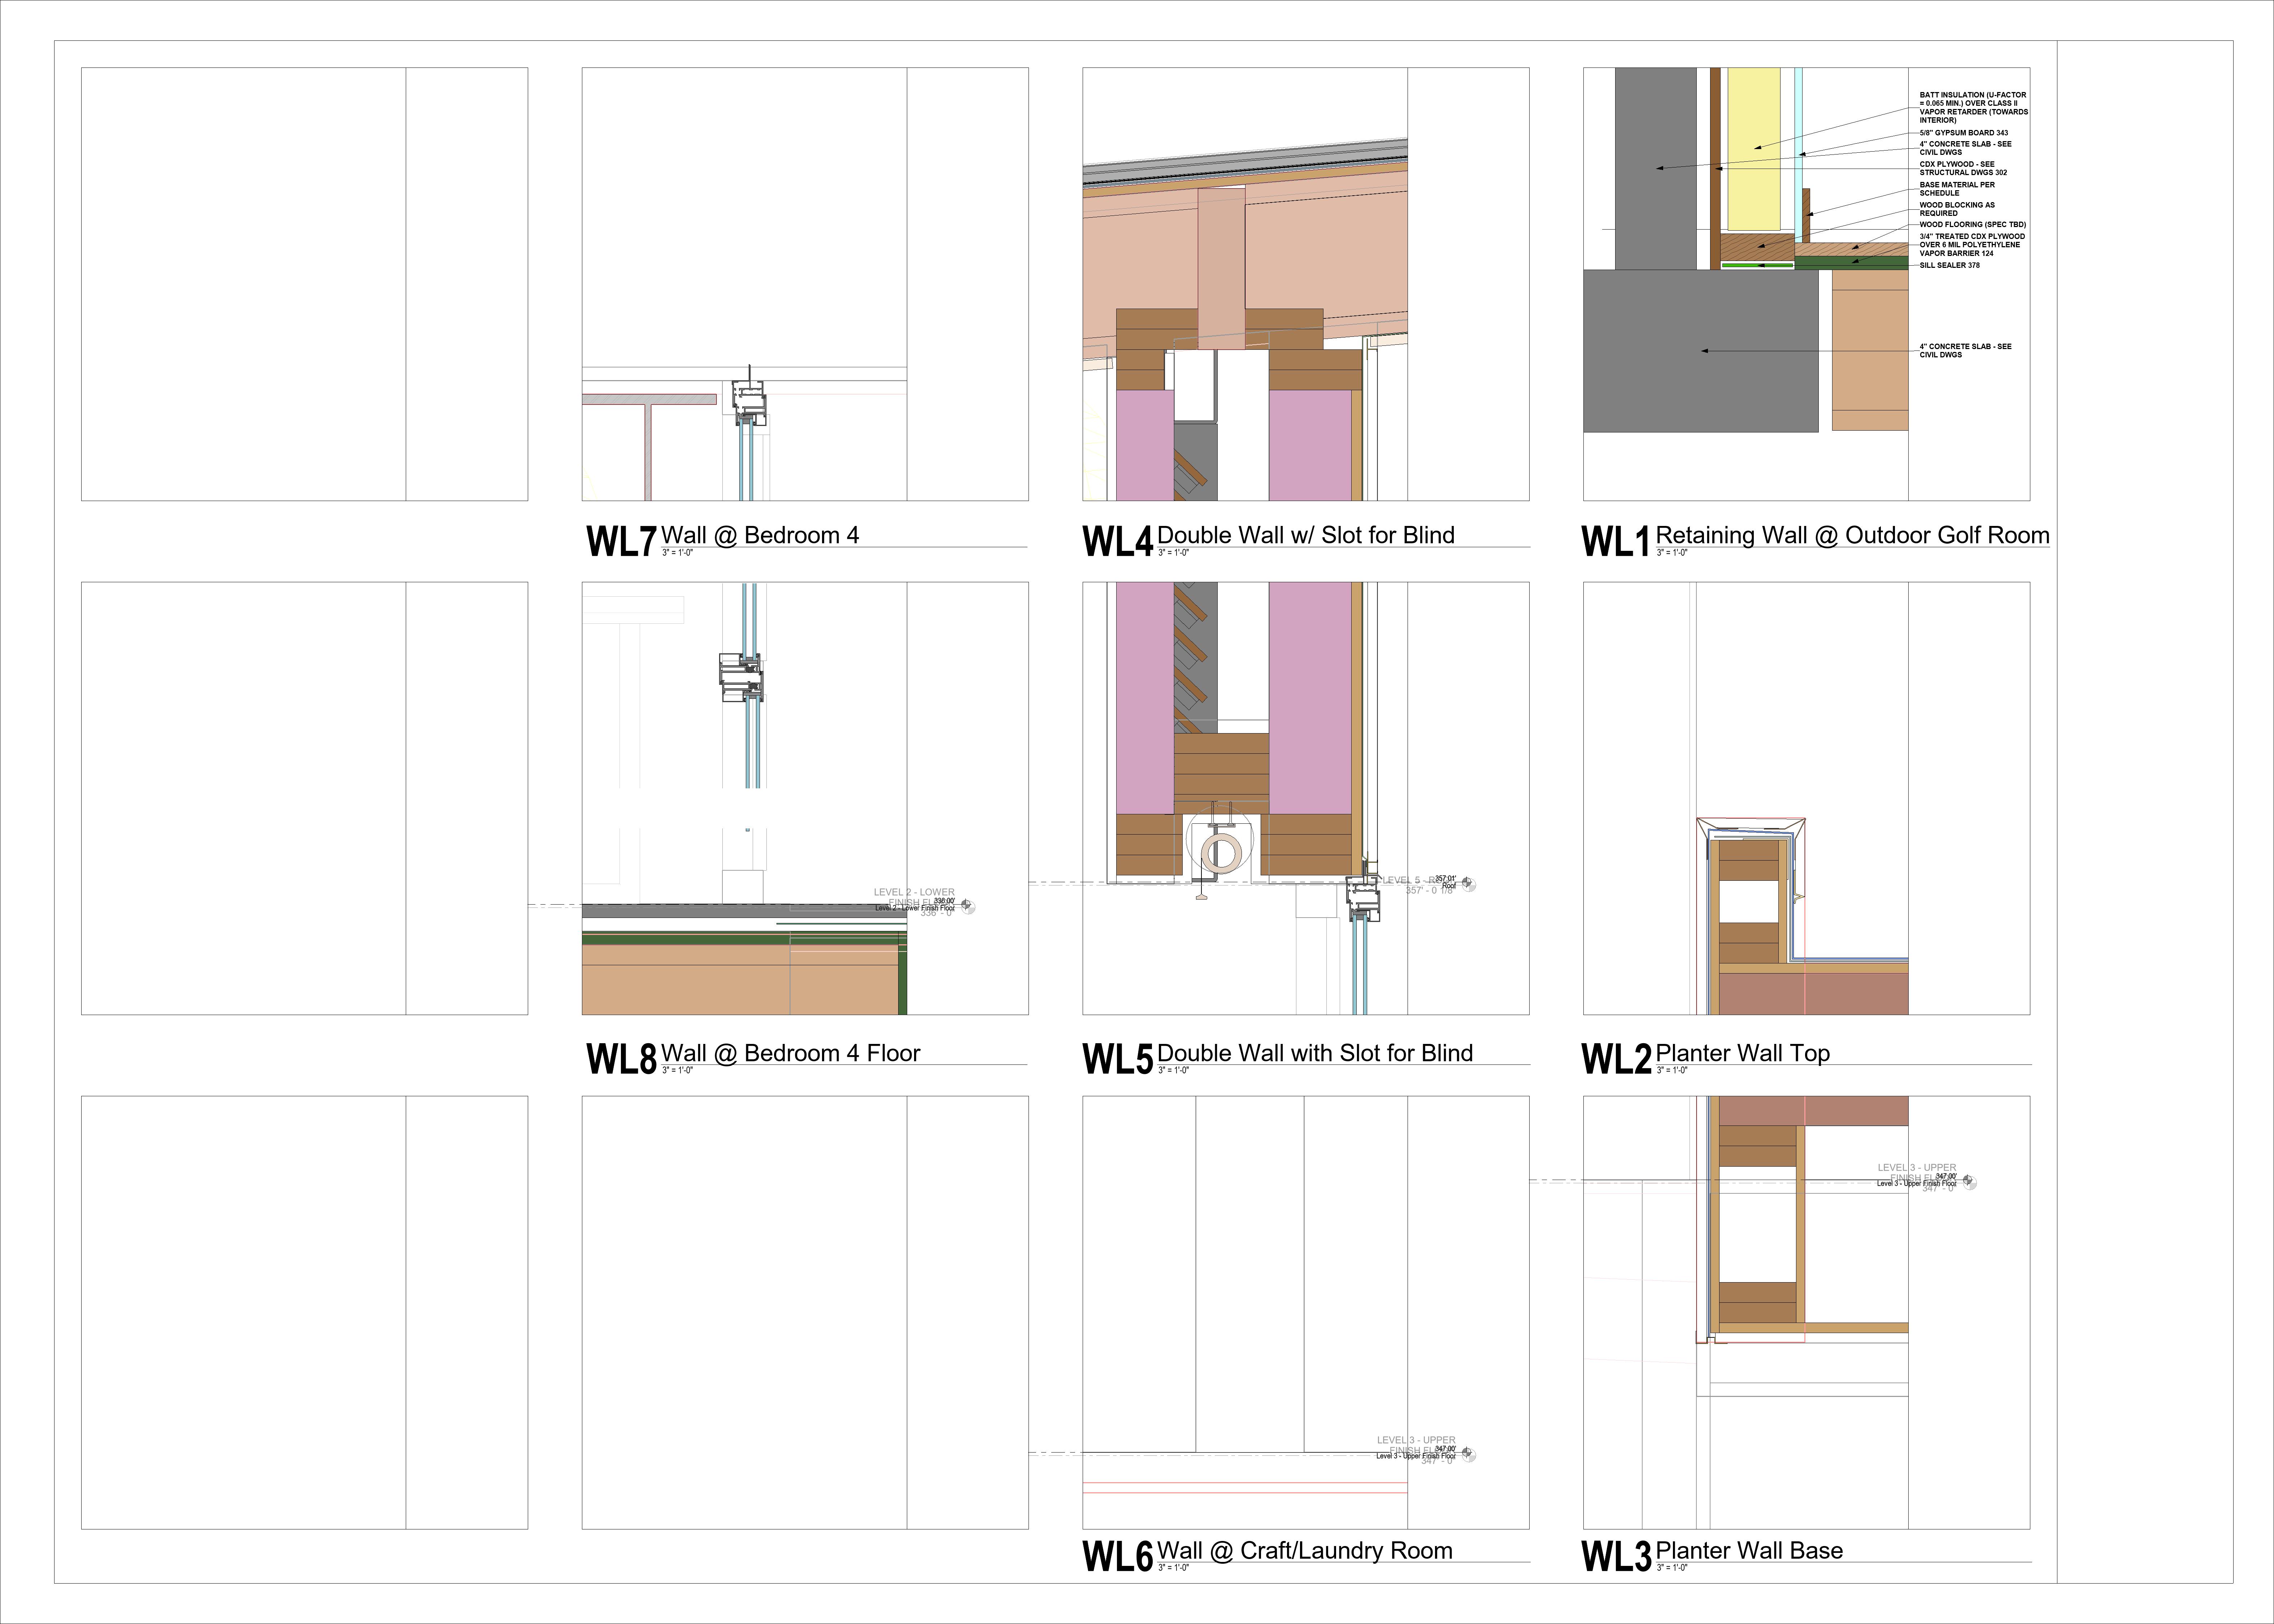 BATT INSULATION (U-FACTOR
= 0.065 MIN.) OVER CLASS II
VAPOR RETARDER (TOWARDS
INTERIOR)
5/8" GYPSUM BOARD 343
4" CONCRETE SLAB - SEE
CIVIL DWGS
CDX PLYWOOD - SEE
STRUCTURAL DWGS 302
BASE MATERIAL PER
SCHEDULE
WOOD BLOCKING AS
REQUIRED
WOOD FLOORING (SPEC TBD)
3/4" TREATED CDX PLYWOOD
OVER 6 MIL POLYETHYLENE
VAPOR BARRIER 124
SILL SEALER 378
4" CONCRETE SLAB - SEE
CIVIL DWGS
WL7 Wall @ Bedroom 4
3" = 1'-0"
WL4 Double Wall w/ Slot for Blind
3" = 1'-0"
WL1 Retaining Wall @ Outdoor Golf Room
3" = 1'-0"
LEVEL 2 - LOWER
FINISH
336.00'
Level 2 - Lower Finish Floor
336' - 0"
LEVEL 5 -
357.01'
Roof
357' - 0 1/8"
WL8 Wall @ Bedroom 4 Floor
3" = 1'-0"
WL5 Double Wall with Slot for Blind
3" = 1'-0"
WL2 Planter Wall Top
3" = 1'-0"
LEVEL 3 - UPPER
FINISH
347.00'
Level 3 - Upper Finish Floor
347' - 0"
LEVEL 3 - UPPER
FINISH
347.00'
Level 3 - Upper Finish Floor
347' - 0"
WL6 Wall @ Craft/Laundry Room
3" = 1'-0"
WL3 Planter Wall Base
3" = 1'-0"